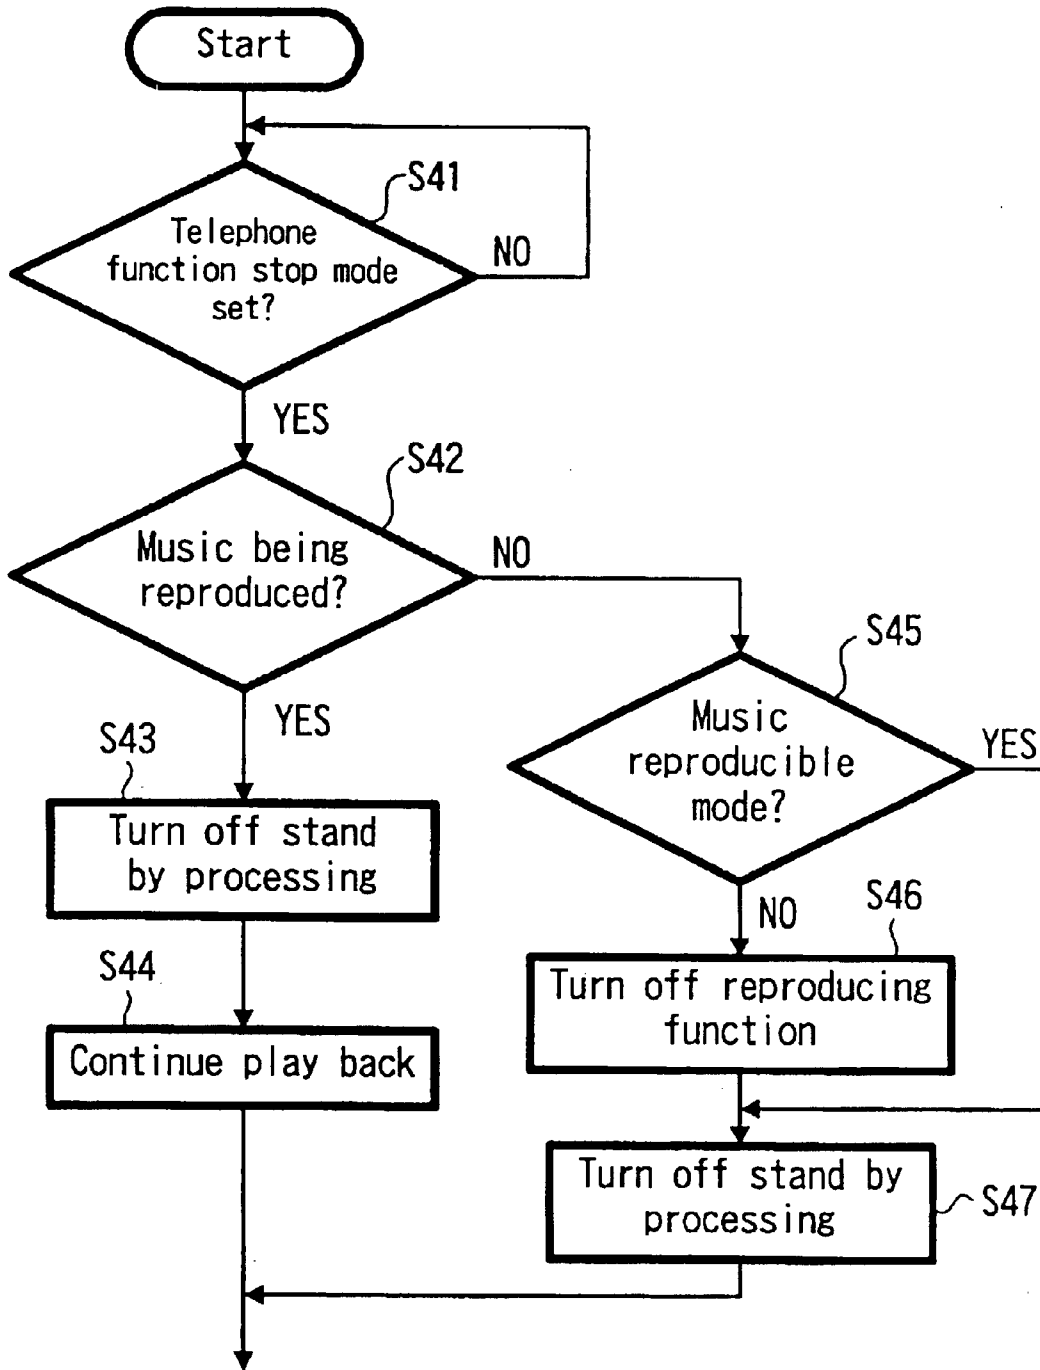 Start
S41
Telephone
function stop mode
set?
NO
YES
S42
Music being
reproduced?
NO
YES
S45
Music
reproducible
mode?
YES
NO
S43
Turn off stand
by processing
S44
Continue play back
S46
Turn off reproducing
function
Turn off stand by
processing
S47